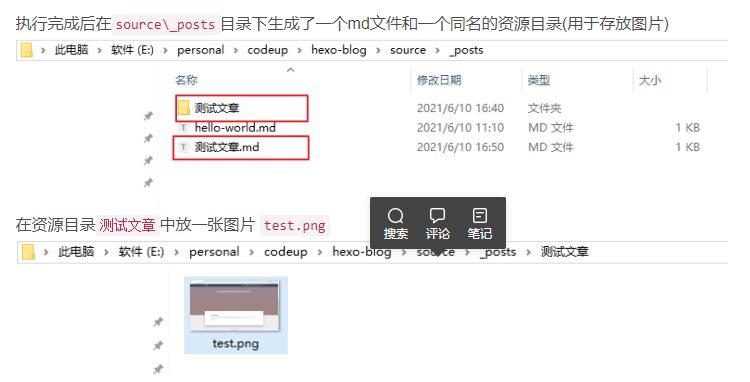 执行完成后在 source\_posts 目录下生成了一个md文件和一个同名的资源目录(用于存放图片)
此电脑 > 软件 (E:) > personal > codeup > hexo-blog > source > _posts
名称 修改日期 类型 大小
测试文章 2021/6/10 16:40 文件夹
hello-world.md 2021/6/10 11:10 MD 文件 1 KB
测试文章.md 2021/6/10 16:50 MD 文件 1 KB
在资源目录 测试文章 中放一张图片 test.png
搜索 评论 笔记
此电脑 > 软件 (E:) > personal > codeup > hexo-blog > source > _posts > 测试文章
test.png